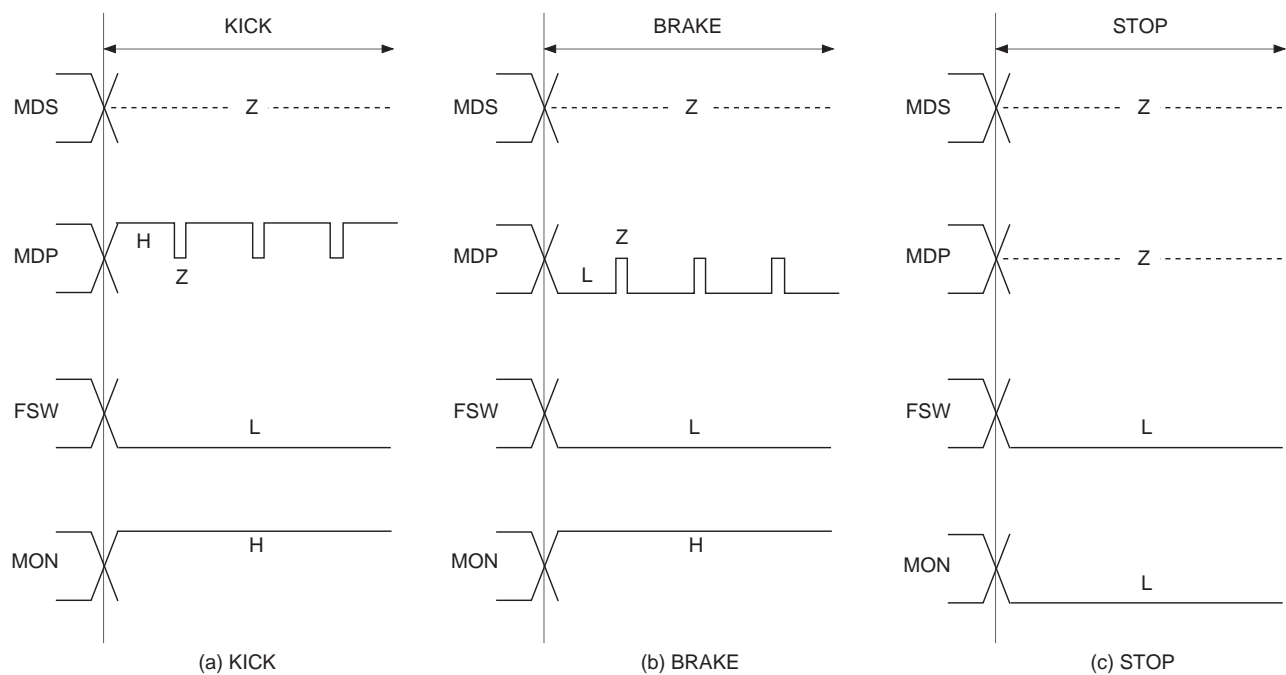 KICK
MDS
Z
MDP
H
Z
FSW
L
MON
H
(a) KICK
BRAKE
MDS
Z
MDP
Z
L
FSW
L
MON
H
(b) BRAKE
STOP
MDS
Z
MDP
Z
FSW
L
MON
L
(c) STOP